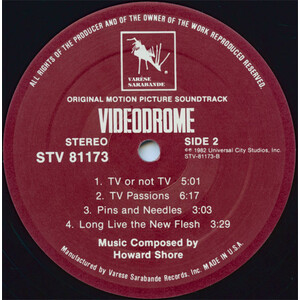 ALL RIGHTS OF THE PRODUCER AND OF THE OWNER OF THE WORK REPRODUCED RESERVED.
VARÈSE
SARABANDE
ORIGINAL MOTION PICTURE SOUNDTRACK
VIDEODROME
STEREO
STV 81173
SIDE 2
℗© 1982 Universal City Studios, Inc.
STV-81173-B
1. TV or not TV 5:01
2. TV Passions 6:17
3. Pins and Needles 3:03
4. Long Live the New Flesh 3:29
Music Composed by
Howard Shore
Manufactured by Varese Sarabande Records, Inc. MADE IN U.S.A.